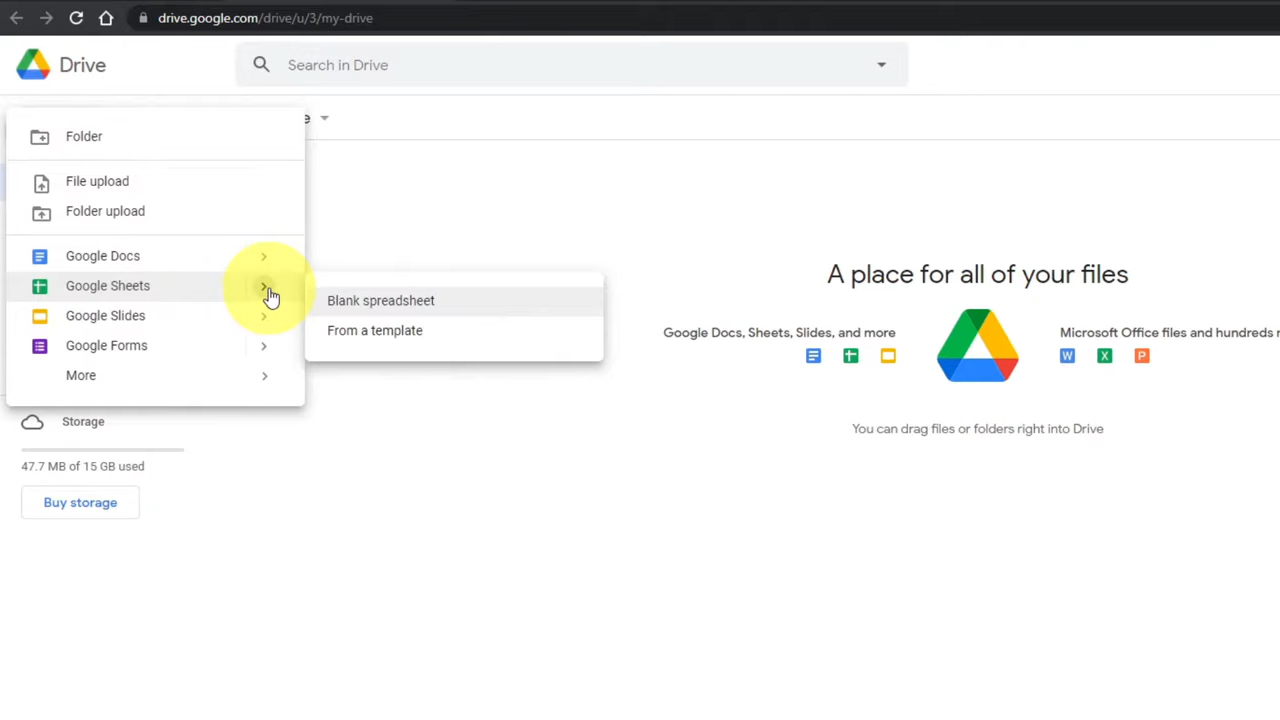 drive.google.com/drive/u/3/my-drive
Drive
Search in Drive
e
Folder
File upload
Folder upload
Google Docs
Google Sheets
Google Slides
Google Forms
More
Blank spreadsheet
From a template
Storage
47.7 MB of 15 GB used
Buy storage
A place for all of your files
Google Docs, Sheets, Slides, and more
Microsoft Office files and hundreds
W X P
You can drag files or folders right into Drive